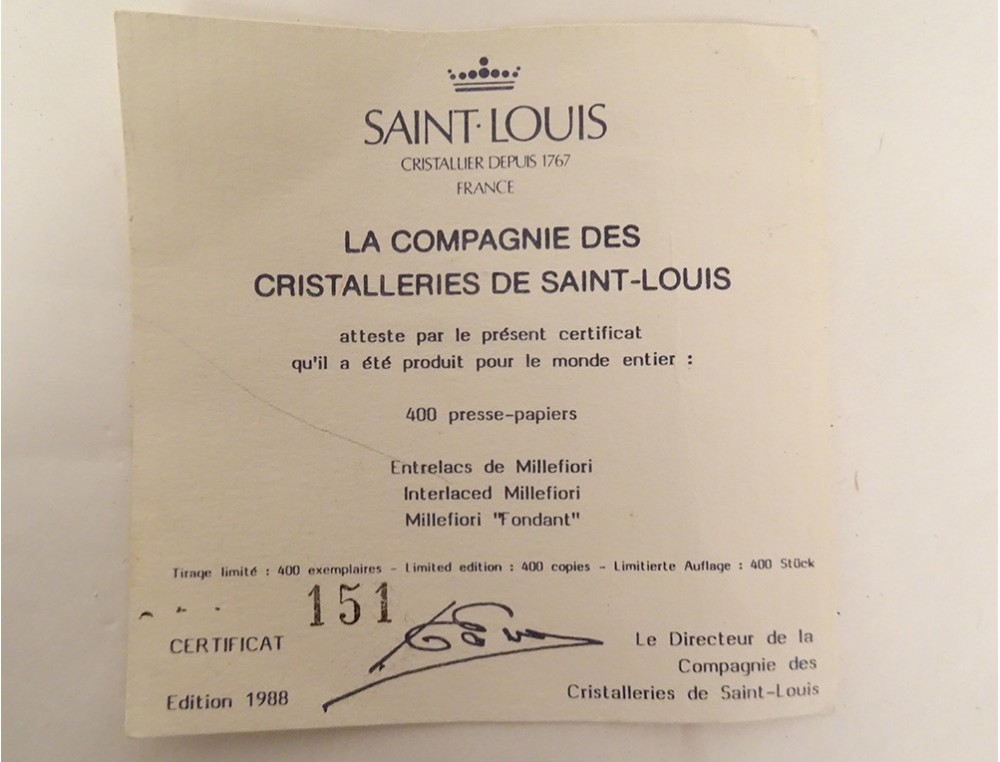 SAINT·LOUIS
CRISTALLIER DEPUIS 1767
FRANCE
LA COMPAGNIE DES
CRISTALLERIES DE SAINT-LOUIS
atteste par le présent certificat
qu'il a été produit pour le monde entier :
400 presse-papiers
Entrelacs de Millefiori
Interlaced Millefiori
Millefiori "Fondant"
Tirage limité : 400 exemplaires - Limited edition : 400 copies - Limitierte Auflage : 400 Stück
151
CERTIFICAT
Le Directeur de la
Compagnie des
Cristalleries de Saint-Louis
Edition 1988